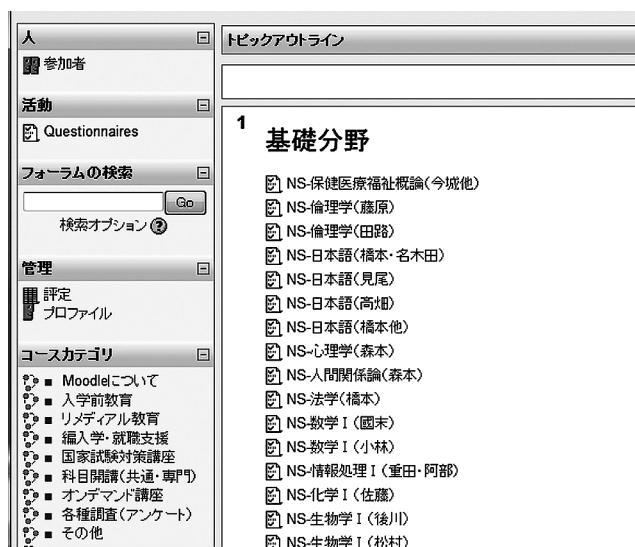 人
参加者
活動
Questionnaires
フォーラムの検索
Go
検索オプション
管理
評定
プロファイル
コースカテゴリ
Moodleについて
入学前教育
リメディアル教育
編入学・就職支援
国家試験対策講座
科目開講(共通・専門)
オンデマンド講座
各種調査(アンケート)
その他
トピックアウトライン
1
基礎分野
NS-保健医療福祉概論(今城他)
NS-倫理学(藤原)
NS-倫理学(田路)
NS-日本語(橋本・名木田)
NS-日本語(見尾)
NS-日本語(高畑)
NS-日本語(橋本他)
NS-心理学(森本)
NS-人間関係論(森本)
NS-法学(橋本)
NS-数学Ⅰ(國末)
NS-数学Ⅰ(小林)
NS-情報処理Ⅰ(重田・阿部)
NS-化学Ⅰ(佐藤)
NS-生物学Ⅰ(後川)
NS-生物学Ⅰ(松村)